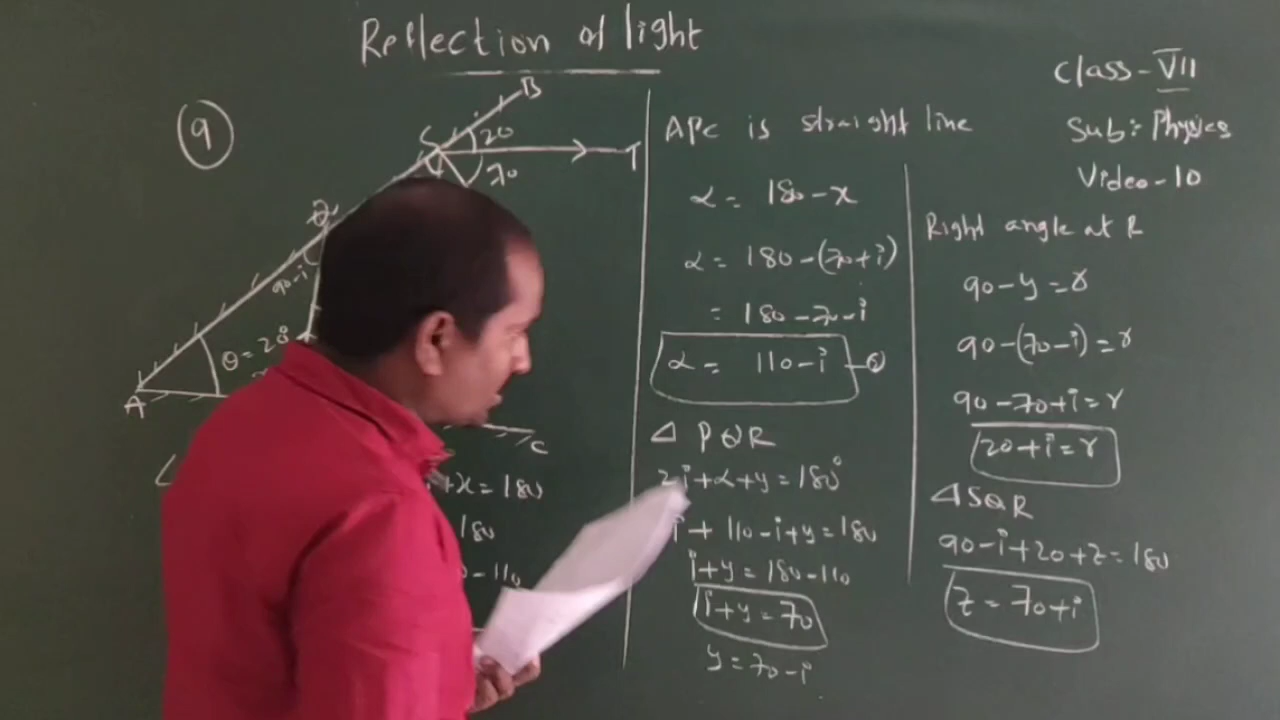 Reflection of light
Class - VII
Sub: Physics
Video - 10
9
B
S
20
T
70
Q
90-i
θ = 20°
A
C
+x = 180
180
0-110
APC is straight line
α = 180-x
α = 180-(70+i)
= 180-70-i
α = 110-i
Δ PQR
2i+α+y = 180°
i + 110-i+y = 180
i+y = 180-110
i+y = 70
y = 70-i
Right angle at R
90-y = r
90-(70-i) = r
90-70+i = r
20+i = r
Δ SQR
90-i+20+z = 180
z = 70+i